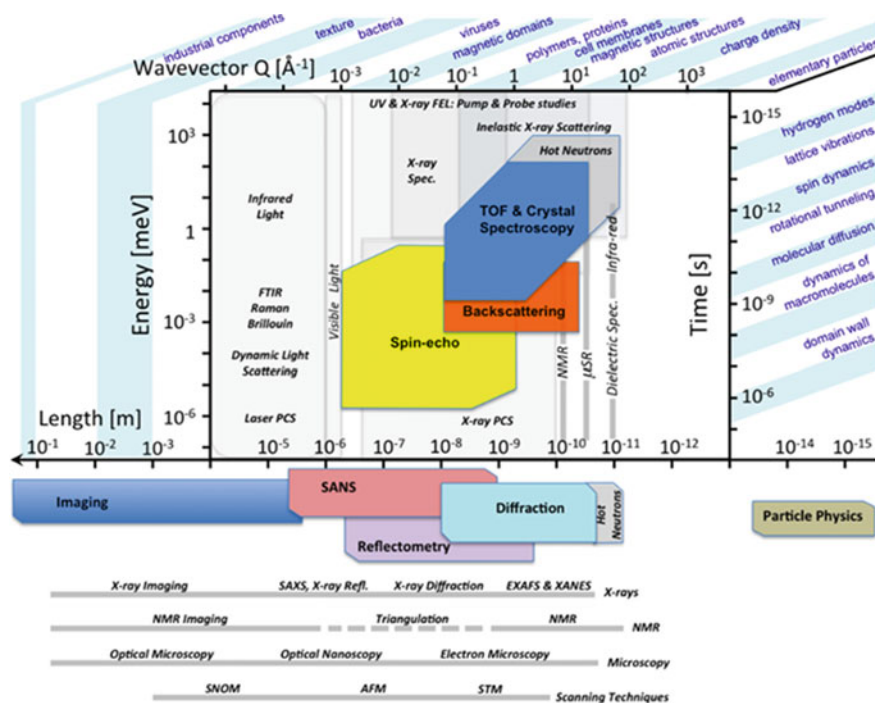 industrial components
texture
bacteria
viruses
magnetic domains
polymers, proteins
cell membranes
magnetic structures
atomic structures
charge density
elementary particles
Wavevector Q [Å⁻¹]
10⁻³ 10⁻² 10⁻¹ 1 10¹ 10² 10³
UV & X-ray FEL: Pump & Probe studies
Inelastic X-ray Scattering
Hot Neutrons
X-ray
Spec.
Infrared
Light
TOF & Crystal
Spectroscopy
Energy [meV]
10³
1
10⁻³
10⁻⁶
Visible Light
FTIR
Raman
Brillouin
Dynamic Light
Scattering
Laser PCS
Spin-echo
Backscattering
X-ray PCS
NMR
µSR
Dielectric Spec.
Infra-red
Time [s]
10⁻¹⁵
10⁻¹²
10⁻⁹
10⁻⁶
hydrogen modes
lattice vibrations
spin dynamics
rotational tunneling
molecular diffusion
dynamics of
macromolecules
domain wall
dynamics
Length [m]
10⁻¹ 10⁻² 10⁻³ 10⁻⁵ 10⁻⁶ 10⁻⁷ 10⁻⁸ 10⁻⁹ 10⁻¹⁰ 10⁻¹¹ 10⁻¹² 10⁻¹⁴ 10⁻¹⁵
Imaging
SANS
Reflectometry
Diffraction
Hot
Neutrons
Particle Physics
X-ray Imaging SAXS, X-ray Refl. X-ray Diffraction EXAFS & XANES X-rays
NMR Imaging Triangulation NMR NMR
Optical Microscopy Optical Nanoscopy Electron Microscopy Microscopy
SNOM AFM STM Scanning Techniques